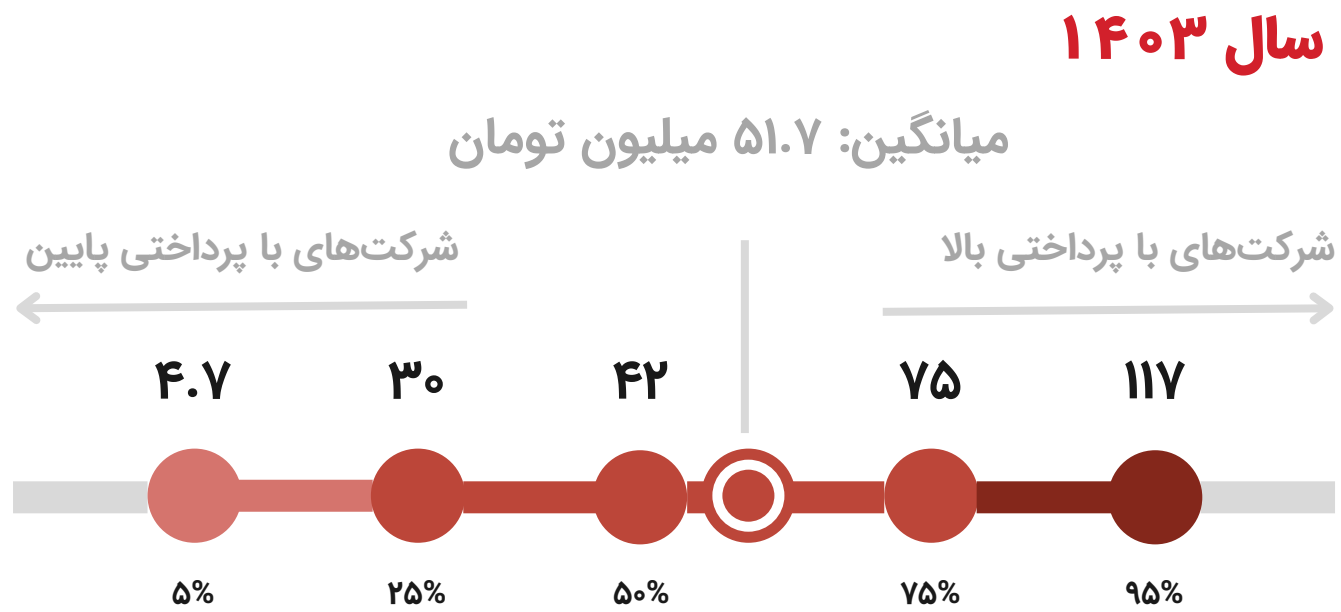 سال ۱۴۰۳
میانگین: ۵۱.۷ میلیون تومان
شرکت‌های با پرداختی بالا
شرکت‌های با پرداختی پایین
۴.۷ ۳۰ ۴۲ ۷۵ ۱۱۷
۵% ۲۵% ۵۰% ۷۵% ۹۵%